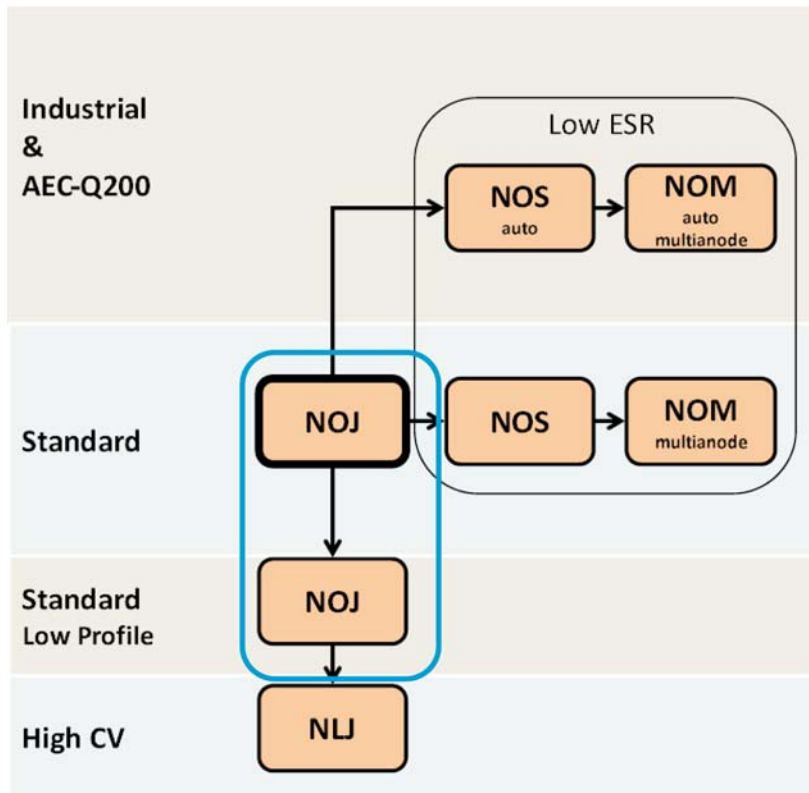 Industrial
&
AEC-Q200
Low ESR
NOS
auto
NOM
auto
multianode
Standard
NOJ
NOS
NOM
multianode
Standard
Low Profile
NOJ
High CV
NLJ